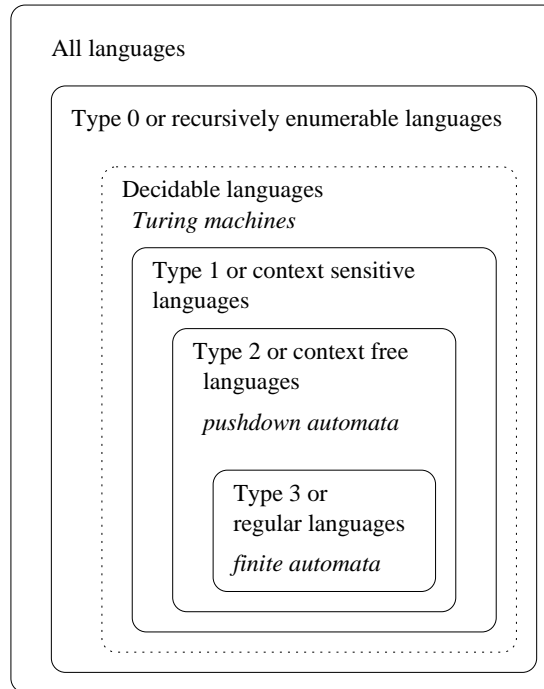 All languages
Type 0 or recursively enumerable languages
Decidable languages
Turing machines
Type 1 or context sensitive
languages
Type 2 or context free
languages
pushdown automata
Type 3 or
regular languages
finite automata